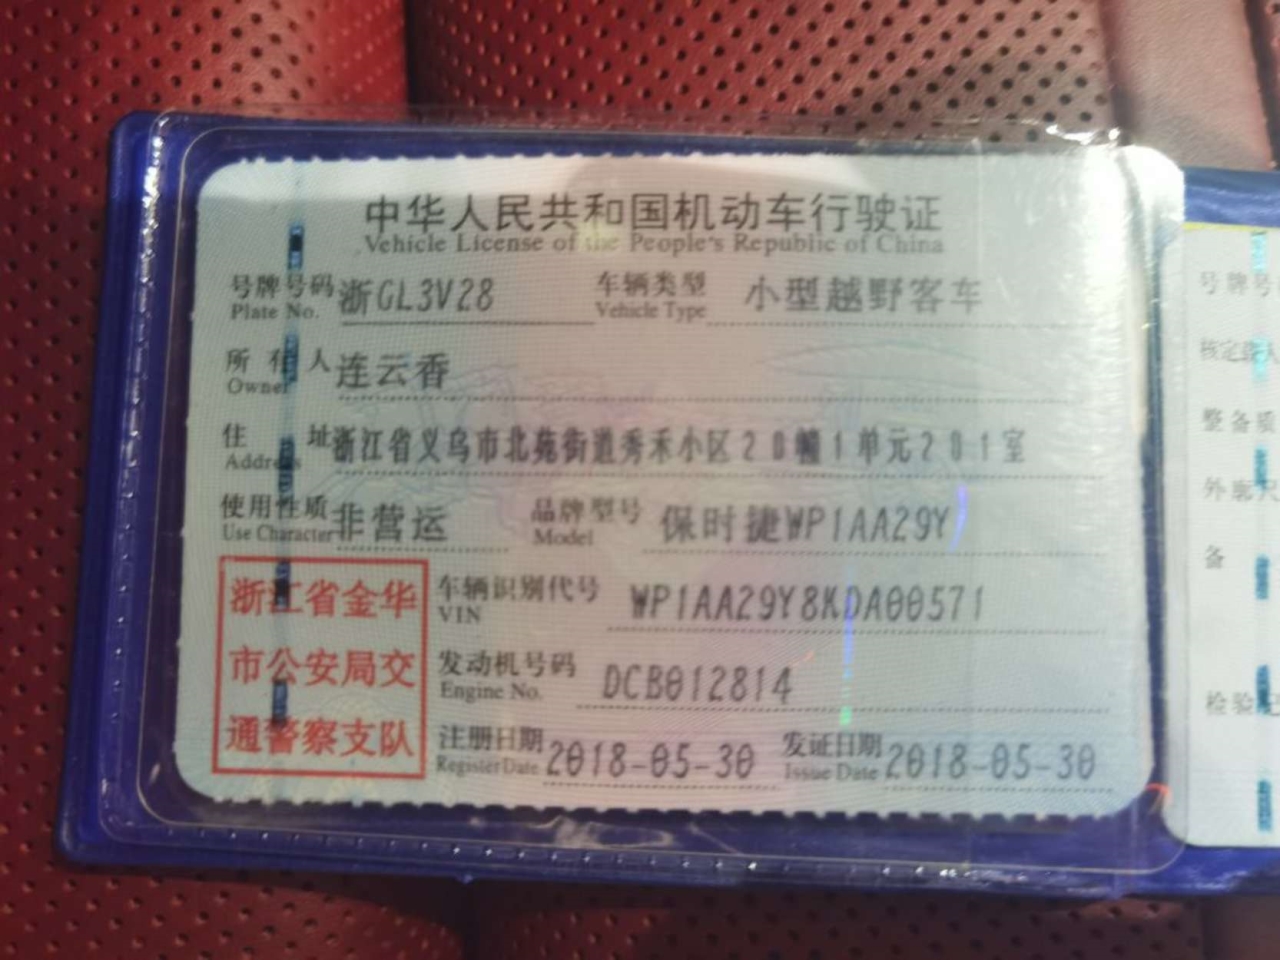 中华人民共和国机动车行驶证
Vehicle License of the People's Republic of China
号牌号码 浙GL3V28 车辆类型 小型越野客车
Plate No. Vehicle Type
所有人 连云香
Owner
住址 浙江省义乌市北苑街道秀禾小区20幢1单元201室
Address
使用性质 非营运 品牌型号 保时捷WP1AA29Y
Use Character Model
浙江省金华
市公安局交
通警察支队
车辆识别代号 WP1AA29Y8KDA00571
VIN
发动机号码 DCB012814
Engine No.
注册日期 2018-05-30 发证日期 2018-05-30
Register Date Issue Date
号牌号
核定载人
整备质
外廓尺
备
检验记